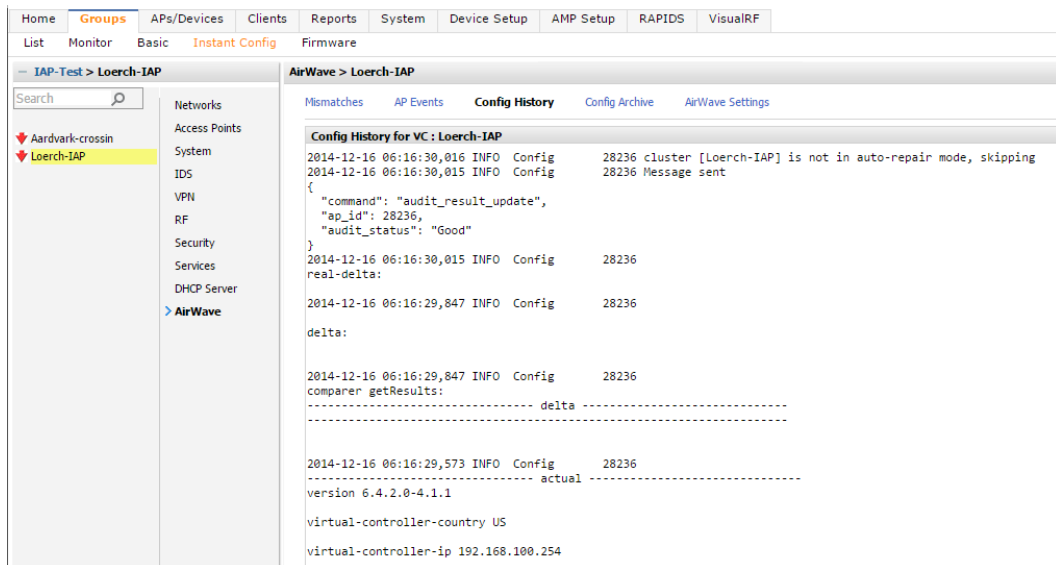 Home Groups APs/Devices Clients Reports System Device Setup AMP Setup RAPIDS VisualRF
List Monitor Basic Instant Config Firmware
IAP-Test > Loerch-IAP
Search
Aardvark-crossin
Loerch-IAP
Networks
Access Points
System
IDS
VPN
RF
Security
Services
DHCP Server
> AirWave
AirWave > Loerch-IAP
Mismatches AP Events Config History Config Archive AirWave Settings
Config History for VC : Loerch-IAP
2014-12-16 06:16:30,016 INFO Config 28236 cluster [Loerch-IAP] is not in auto-repair mode, skipping
2014-12-16 06:16:30,015 INFO Config 28236 Message sent
{
"command": "audit_result_update",
"ap_id": 28236,
"audit_status": "Good"
}
2014-12-16 06:16:30,015 INFO Config 28236
real-delta:
2014-12-16 06:16:29,847 INFO Config 28236
delta:
2014-12-16 06:16:29,847 INFO Config 28236
comparer getResults:
--------------------------------- delta ------------------------------
----------------------------------------------------------------------
2014-12-16 06:16:29,573 INFO Config 28236
--------------------------------- actual -------------------------------
version 6.4.2.0-4.1.1
virtual-controller-country US
virtual-controller-ip 192.168.100.254